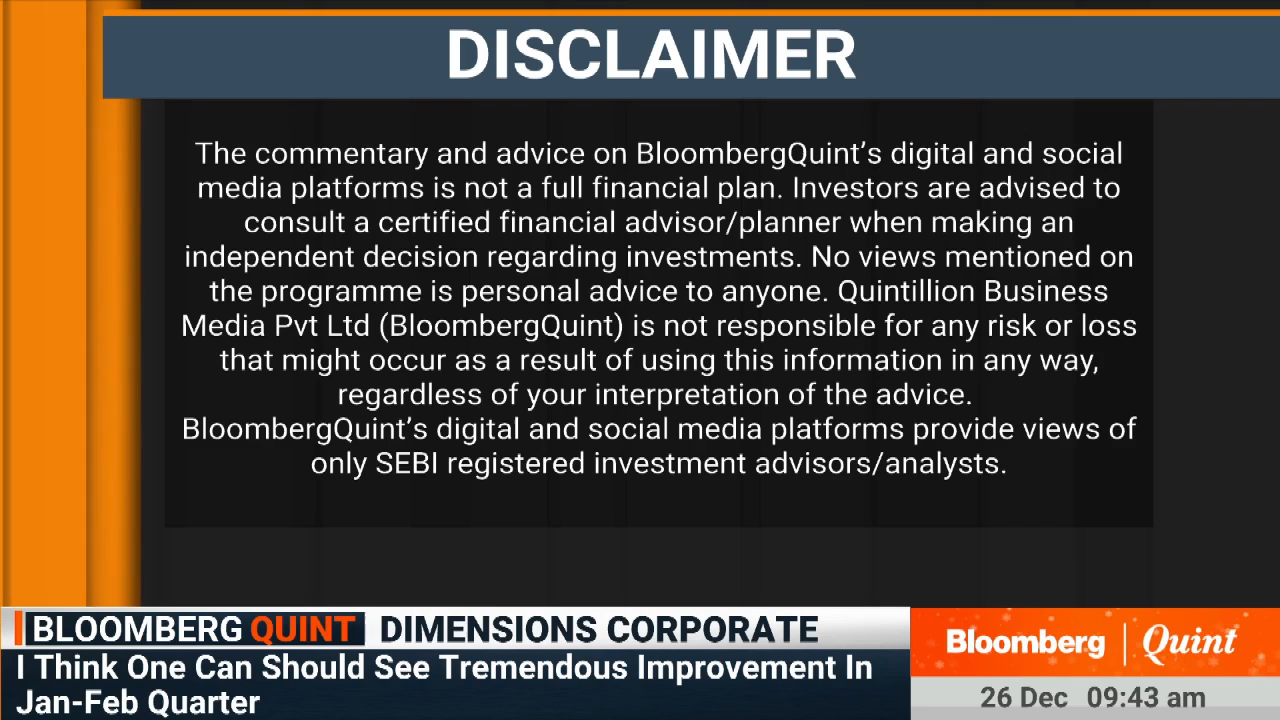 DISCLAIMER
The commentary and advice on BloombergQuint's digital and social
media platforms is not a full financial plan. Investors are advised to
consult a certified financial advisor/planner when making an
independent decision regarding investments. No views mentioned on
the programme is personal advice to anyone. Quintillion Business
Media Pvt Ltd (BloombergQuint) is not responsible for any risk or loss
that might occur as a result of using this information in any way,
regardless of your interpretation of the advice.
BloombergQuint's digital and social media platforms provide views of
only SEBI registered investment advisors/analysts.
BLOOMBERG QUINT DIMENSIONS CORPORATE
I Think One Can Should See Tremendous Improvement In
Jan-Feb Quarter
Bloomberg | Quint
26 Dec 09:43 am